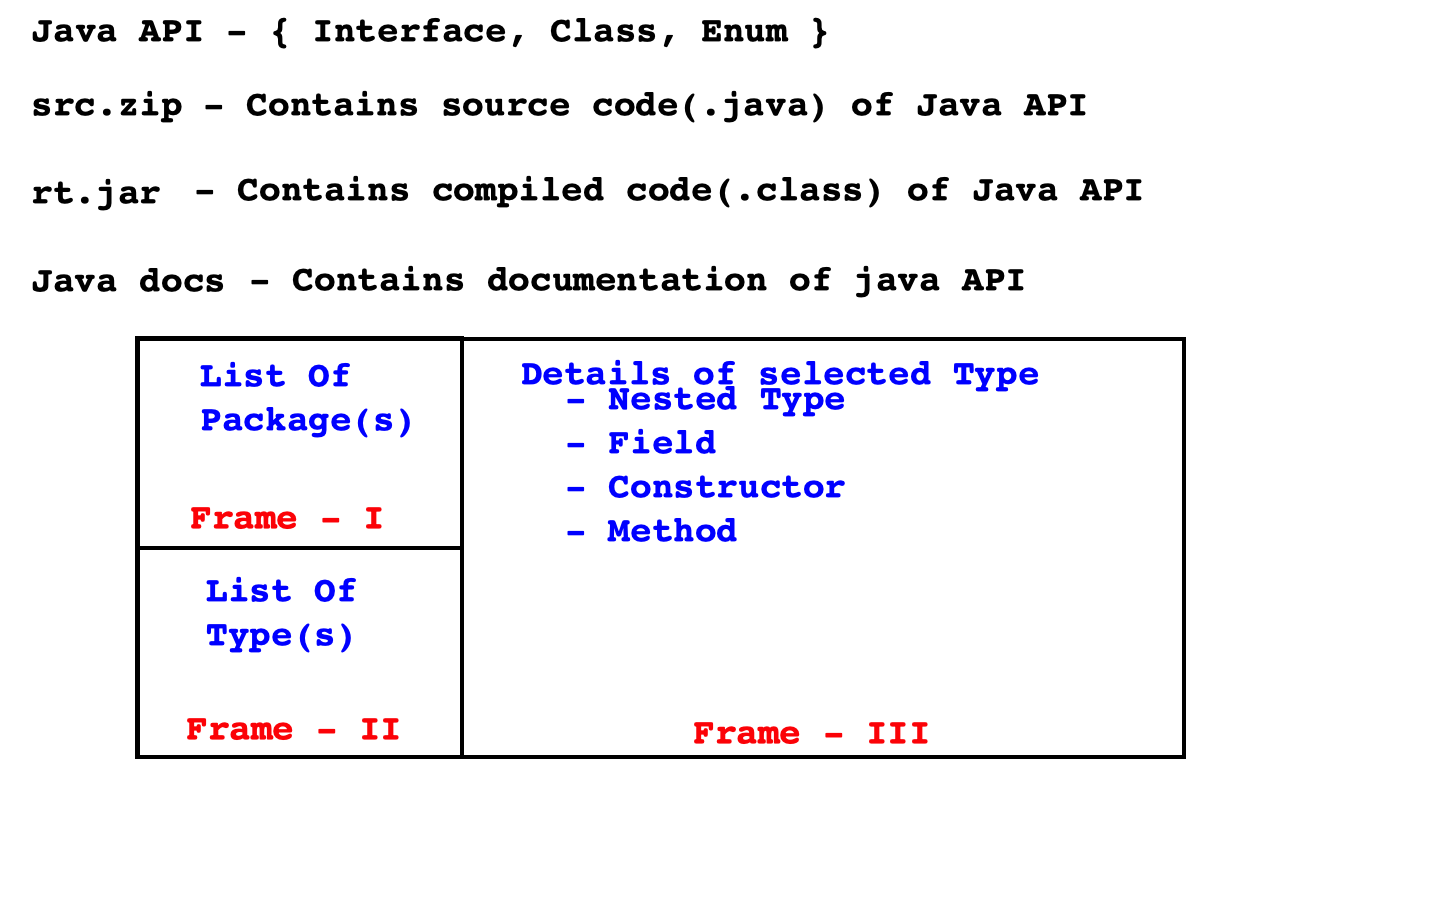 Java API - { Interface, Class, Enum }
src.zip - Contains source code(.java) of Java API
rt.jar - Contains compiled code(.class) of Java API
Java docs - Contains documentation of java API
List Of
Package(s)
Frame - I
List Of
Type(s)
Frame - II
Details of selected Type
- Nested Type
- Field
- Constructor
- Method
Frame - III